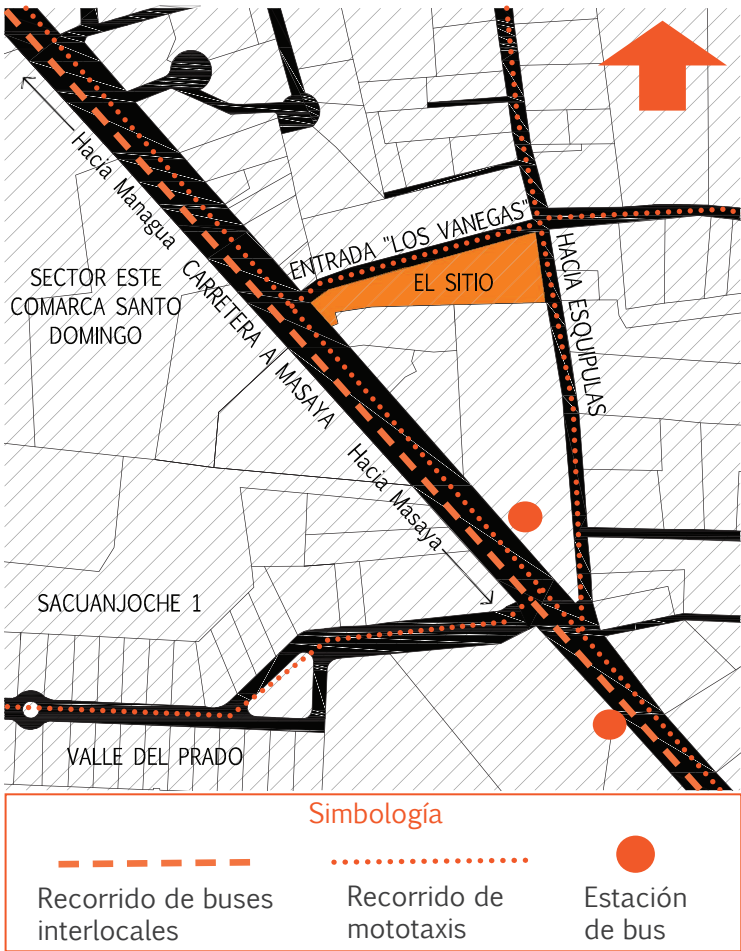 Hacia Managua
ENTRADA "LOS VANEGAS"
EL SITIO
HACIA ESQUIPULAS
SECTOR ESTE
COMARCA SANTO
DOMINGO
CARRETERA A MASAYA
Hacia Masaya
SACUANJOCHE 1
VALLE DEL PRADO
Simbología
Recorrido de buses
interlocales
Recorrido de
mototaxis
Estación
de bus